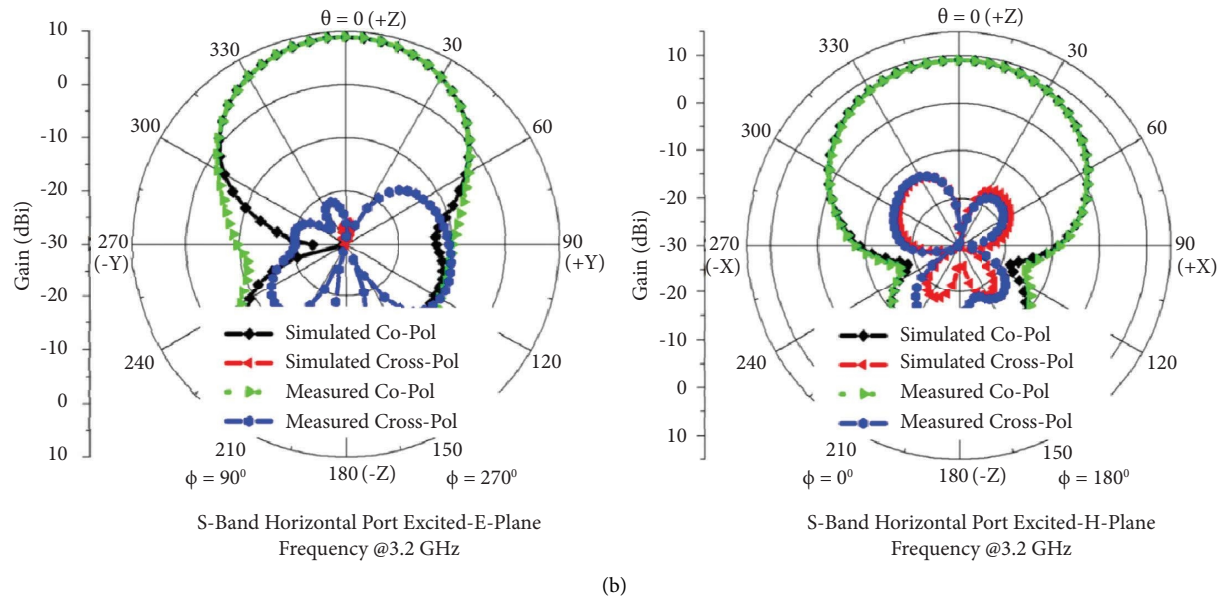 θ = 0 (+Z)
10
330
30
0
300
60
-10
-20
Gain (dBi)
-30
270
(-Y)
90
(+Y)
-20
-10
240
120
0
10
210
150
180 (-Z)
ϕ = 90⁰
ϕ = 270⁰
Simulated Co-Pol
Simulated Cross-Pol
Measured Co-Pol
Measured Cross-Pol
S-Band Horizontal Port Excited-E-Plane
Frequency @3.2 GHz
θ = 0 (+Z)
10
330
30
0
300
60
-10
-20
Gain (dBi)
-30
270
(-X)
90
(+X)
-20
-10
240
120
0
10
210
150
180 (-Z)
ϕ = 0⁰
ϕ = 180⁰
Simulated Co-Pol
Simulated Cross-Pol
Measured Co-Pol
Measured Cross-Pol
S-Band Horizontal Port Excited-H-Plane
Frequency @3.2 GHz
(b)